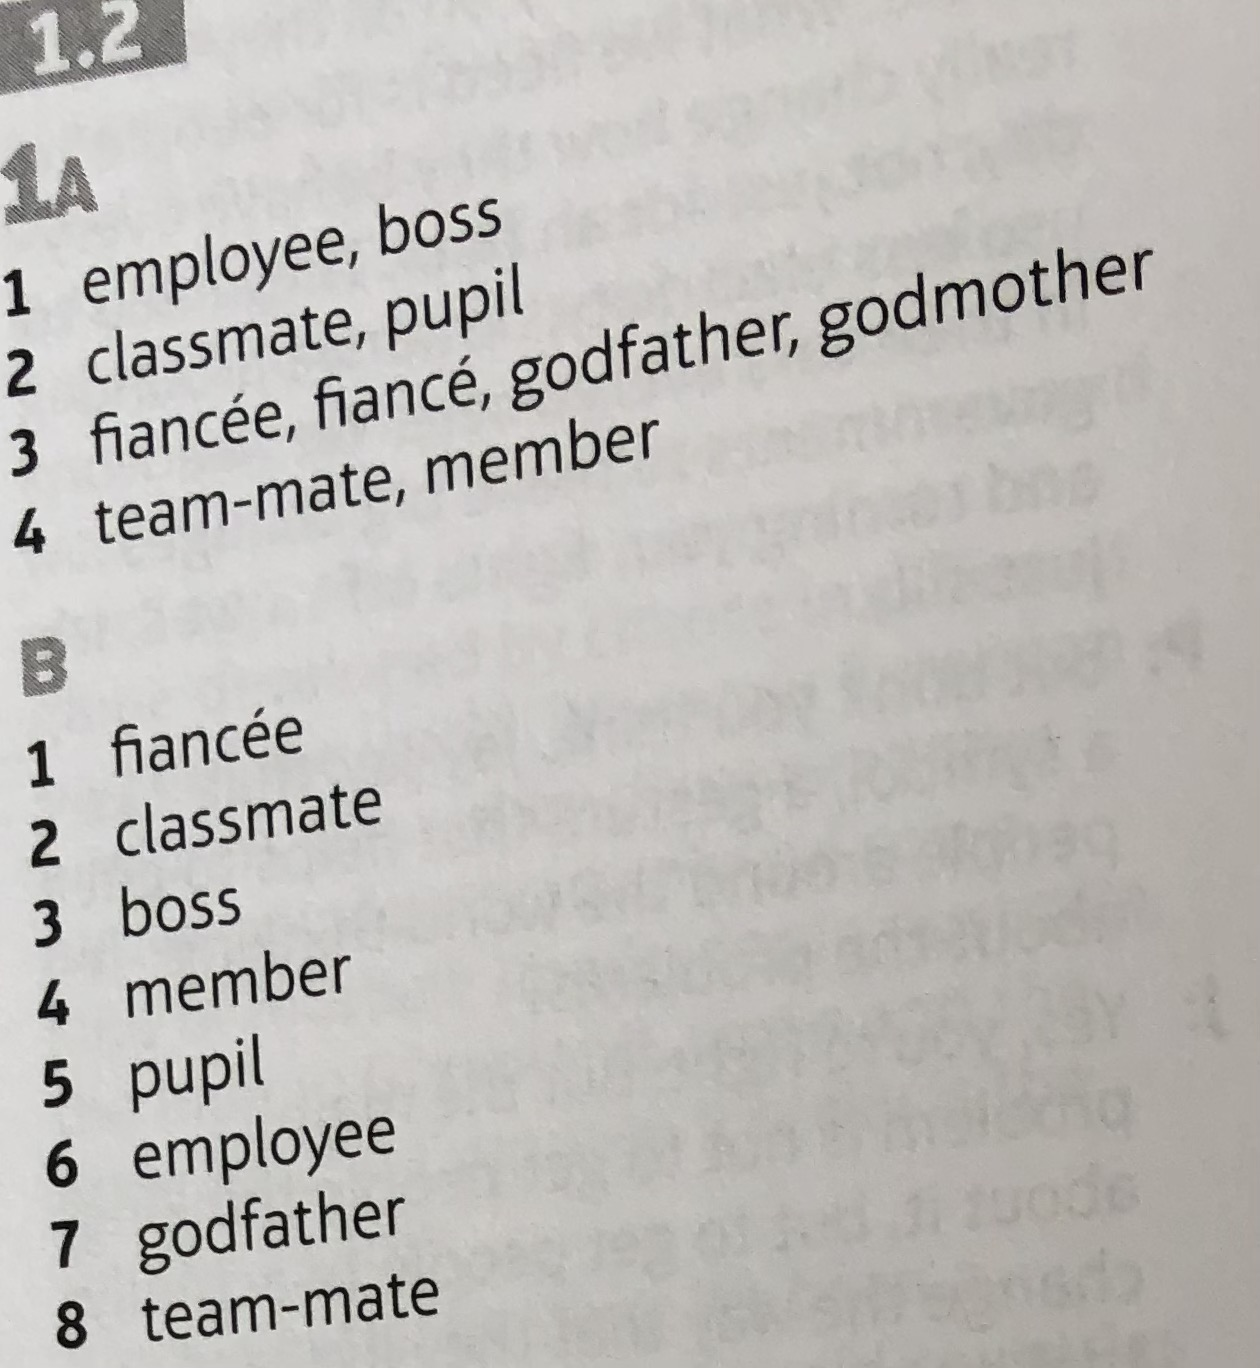 1.2
1A
1 employee, boss
2 classmate, pupil
3 fiancée, fiancé, godfather, godmother
4 team-mate, member
B
1 fiancée
2 classmate
3 boss
4 member
5 pupil
6 employee
7 godfather
8 team-mate